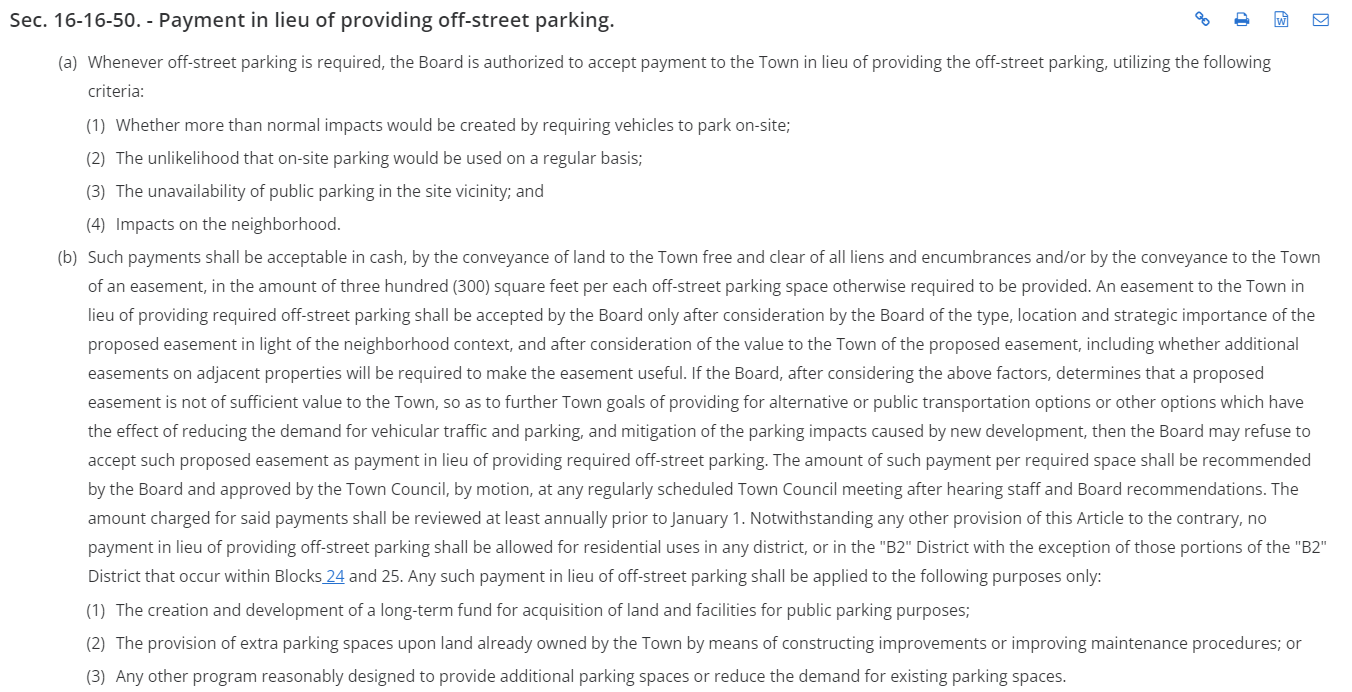 Sec. 16-16-50. - Payment in lieu of providing off-street parking.
(a) Whenever off-street parking is required, the Board is authorized to accept payment to the Town in lieu of providing the off-street parking, utilizing the following
criteria:
(1) Whether more than normal impacts would be created by requiring vehicles to park on-site;
(2) The unlikelihood that on-site parking would be used on a regular basis;
(3) The unavailability of public parking in the site vicinity; and
(4) Impacts on the neighborhood.
(b) Such payments shall be acceptable in cash, by the conveyance of land to the Town free and clear of all liens and encumbrances and/or by the conveyance to the Town
of an easement, in the amount of three hundred (300) square feet per each off-street parking space otherwise required to be provided. An easement to the Town in
lieu of providing required off-street parking shall be accepted by the Board only after consideration by the Board of the type, location and strategic importance of the
proposed easement in light of the neighborhood context, and after consideration of the value to the Town of the proposed easement, including whether additional
easements on adjacent properties will be required to make the easement useful. If the Board, after considering the above factors, determines that a proposed
easement is not of sufficient value to the Town, so as to further Town goals of providing for alternative or public transportation options or other options which have
the effect of reducing the demand for vehicular traffic and parking, and mitigation of the parking impacts caused by new development, then the Board may refuse to
accept such proposed easement as payment in lieu of providing required off-street parking. The amount of such payment per required space shall be recommended
by the Board and approved by the Town Council, by motion, at any regularly scheduled Town Council meeting after hearing staff and Board recommendations. The
amount charged for said payments shall be reviewed at least annually prior to January 1. Notwithstanding any other provision of this Article to the contrary, no
payment in lieu of providing off-street parking shall be allowed for residential uses in any district, or in the "B2" District with the exception of those portions of the "B2"
District that occur within Blocks 24 and 25. Any such payment in lieu of off-street parking shall be applied to the following purposes only:
(1) The creation and development of a long-term fund for acquisition of land and facilities for public parking purposes;
(2) The provision of extra parking spaces upon land already owned by the Town by means of constructing improvements or improving maintenance procedures; or
(3) Any other program reasonably designed to provide additional parking spaces or reduce the demand for existing parking spaces.